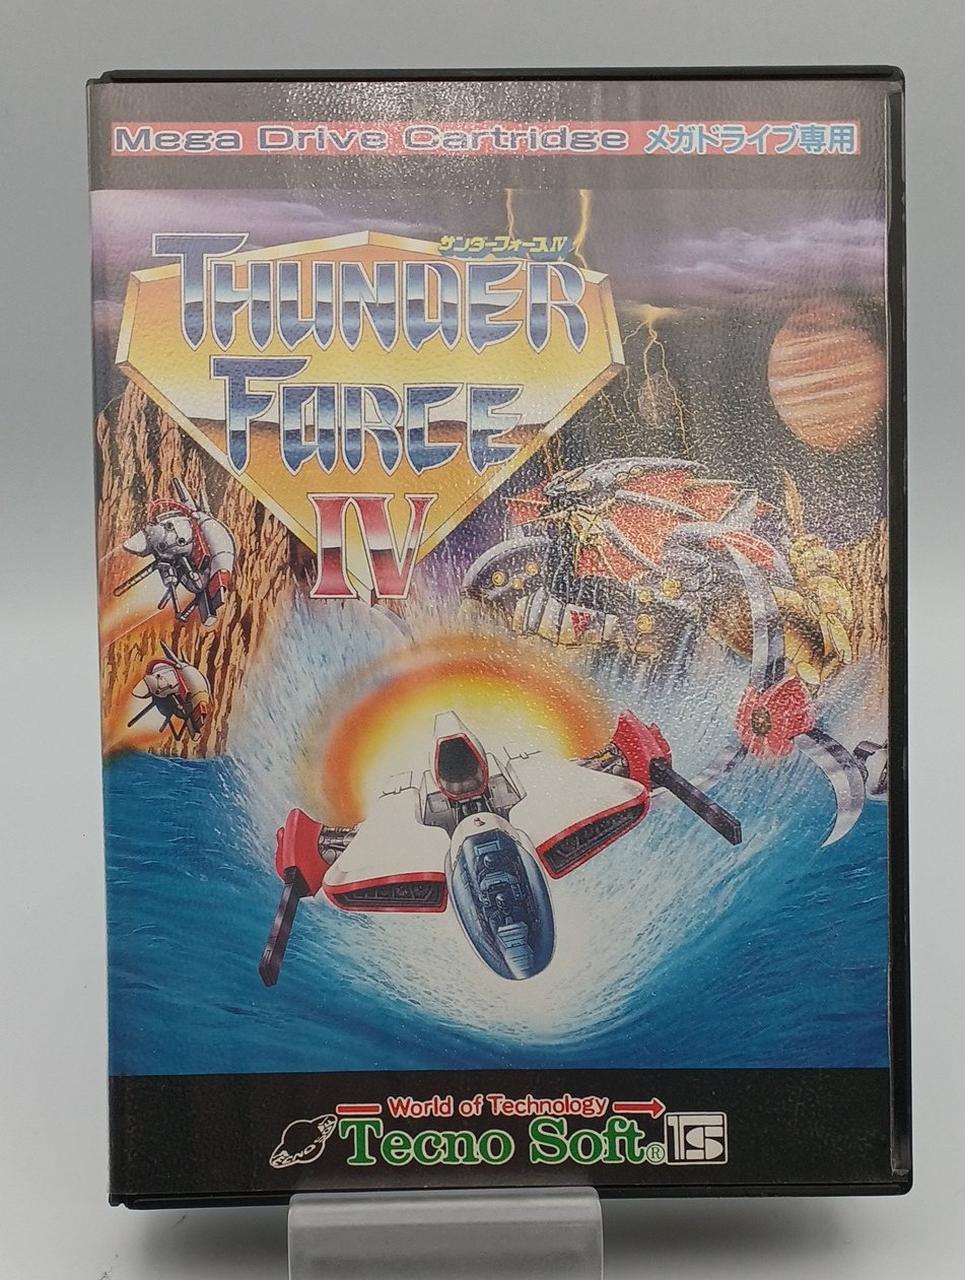 Mega Drive Cartridge メガドライブ専用
サンダーフォースIV
THUNDER
FORCE
IV
World of Technology
Tecno Soft®